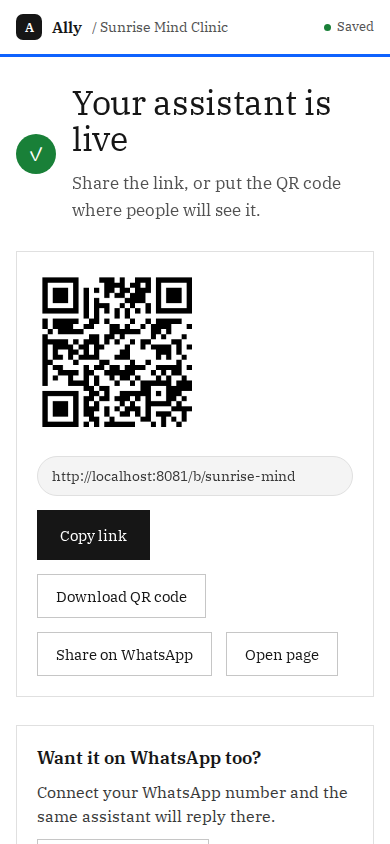 A Ally / Sunrise Mind Clinic Saved
Your assistant is
live
Share the link, or put the QR code
where people will see it.
http://localhost:8081/b/sunrise-mind
Copy link
Download QR code
Share on WhatsApp Open page
Want it on WhatsApp too?
Connect your WhatsApp number and the
same assistant will reply there.